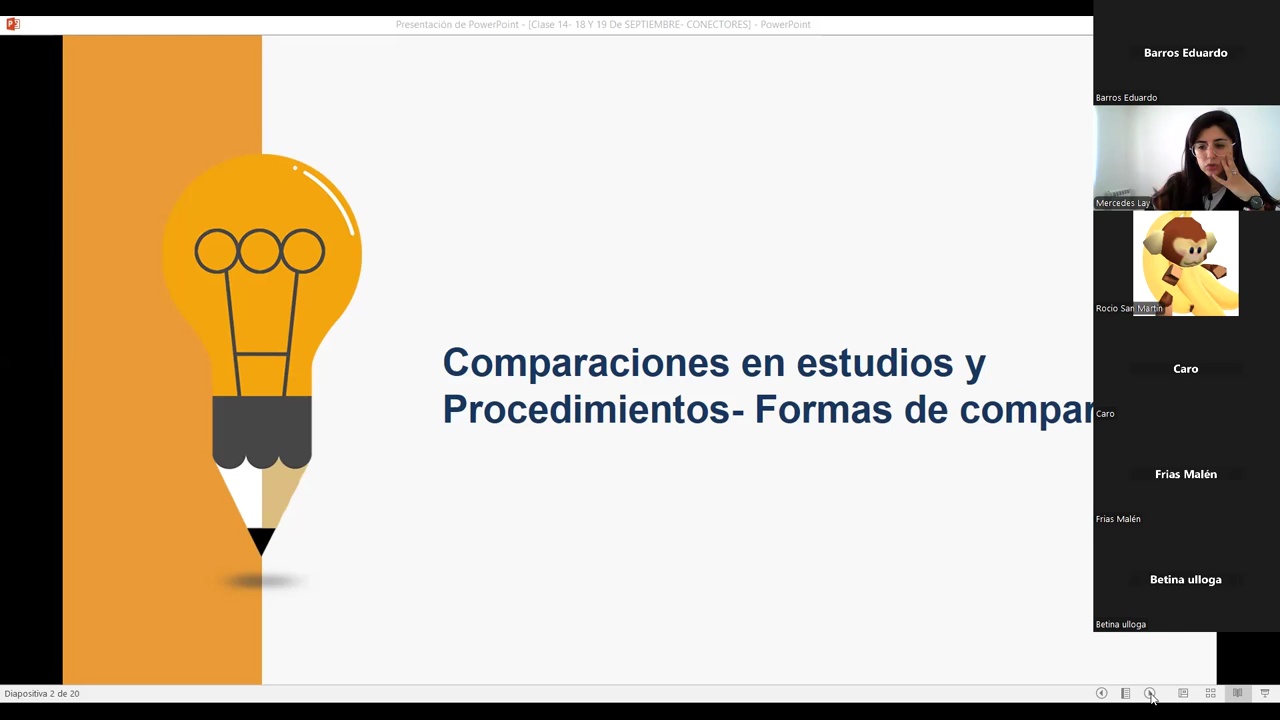 Presentación de PowerPoint - [Clase 14- 18 Y 19 DE SEPTIEMBRE- CONECTORES] - PowerPoint
Barros Eduardo
Barros Eduardo
Mercedes Lay
Rocio San Martin
Comparaciones en estudios y
Procedimientos- Formas de compar
Caro
Caro
Frias Malén
Frias Malén
Betina ulloga
Betina ulloga
Diapositiva 2 de 20